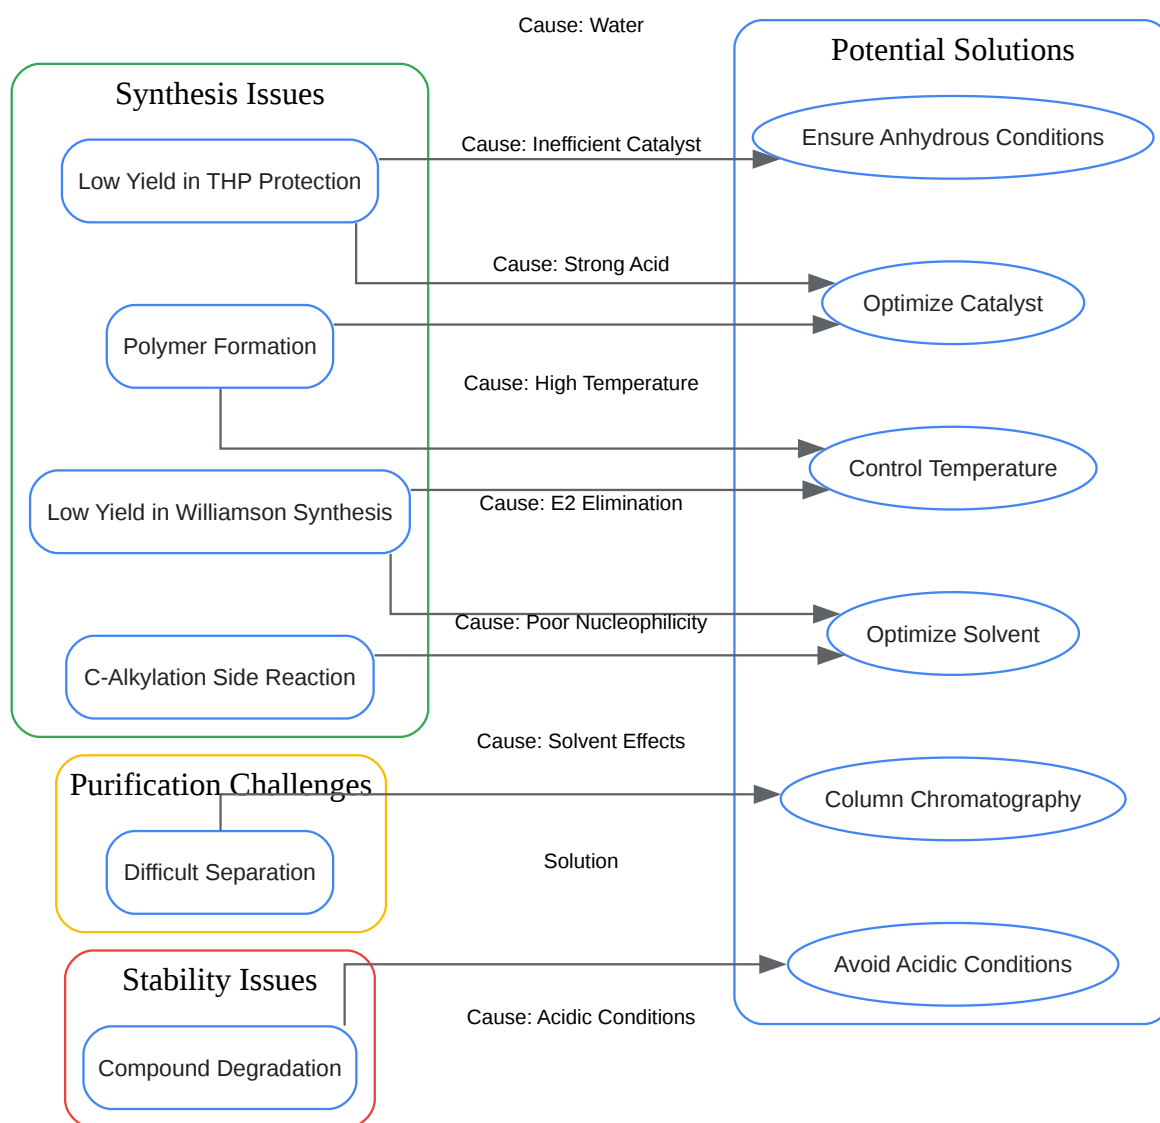 Cause: Water
Potential Solutions
Synthesis Issues
Ensure Anhydrous Conditions
Cause: Inefficient Catalyst
Low Yield in THP Protection
Cause: Strong Acid
Optimize Catalyst
Polymer Formation
Cause: High Temperature
Control Temperature
Cause: E2 Elimination
Low Yield in Williamson Synthesis
Cause: Poor Nucleophilicity
Optimize Solvent
C-Alkylation Side Reaction
Cause: Solvent Effects
Purification Challenges
Column Chromatography
Solution
Difficult Separation
Avoid Acidic Conditions
Stability Issues
Cause: Acidic Conditions
Compound Degradation